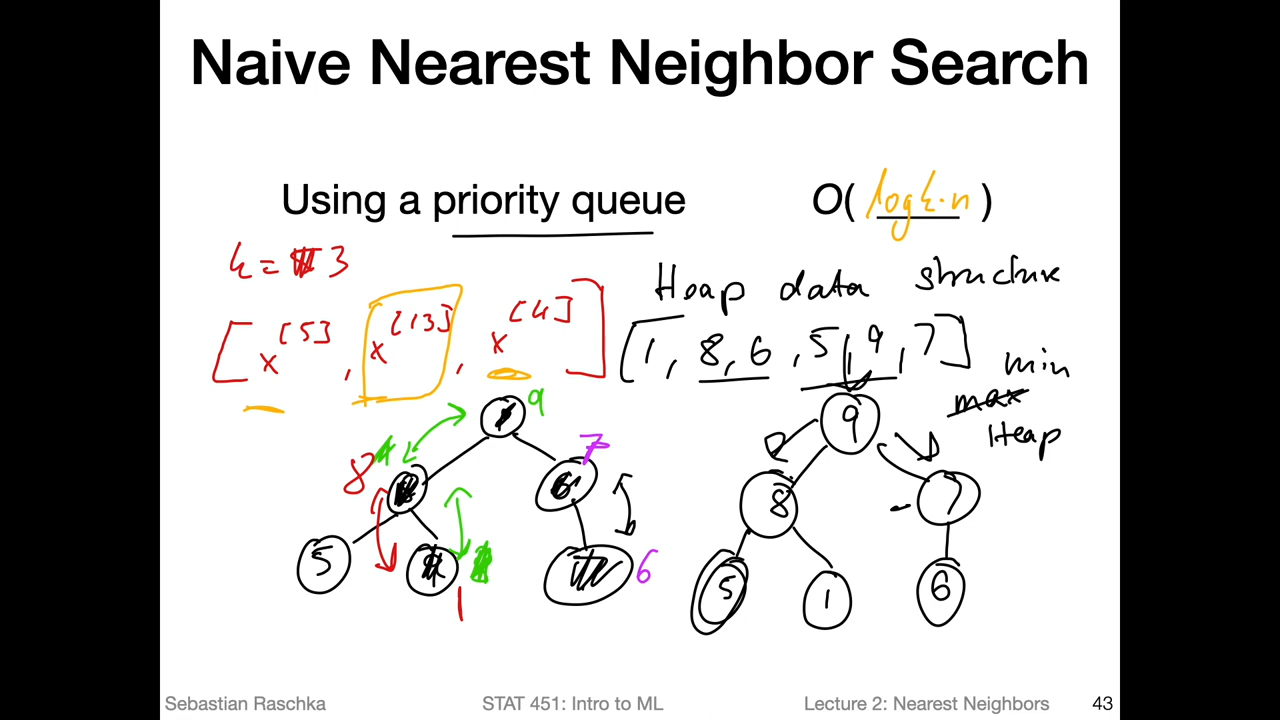 Naive Nearest Neighbor Search
Using a priority queue O( log k·n )
k = 3
Heap data structure
[ x[5] , x[13] , x[4] ]
[1, 8, 6, 5, 9, 7]
min
max
Heap
9
9
7
8
8
7
5
1
6
5
1
6
Sebastian Raschka STAT 451: Intro to ML Lecture 2: Nearest Neighbors 43